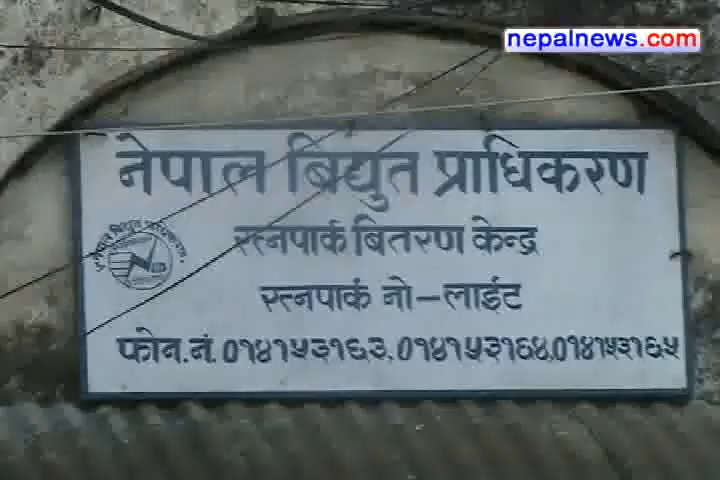 nepalnews.com
नेपाल बिद्युत प्राधिकरण
रत्नपार्क बितरण केन्द्र
रत्नपार्क नो-लाईट
फोन.नं. ०१४१५३१६३, ०१४१५३१६४, ०१४१५३१६५